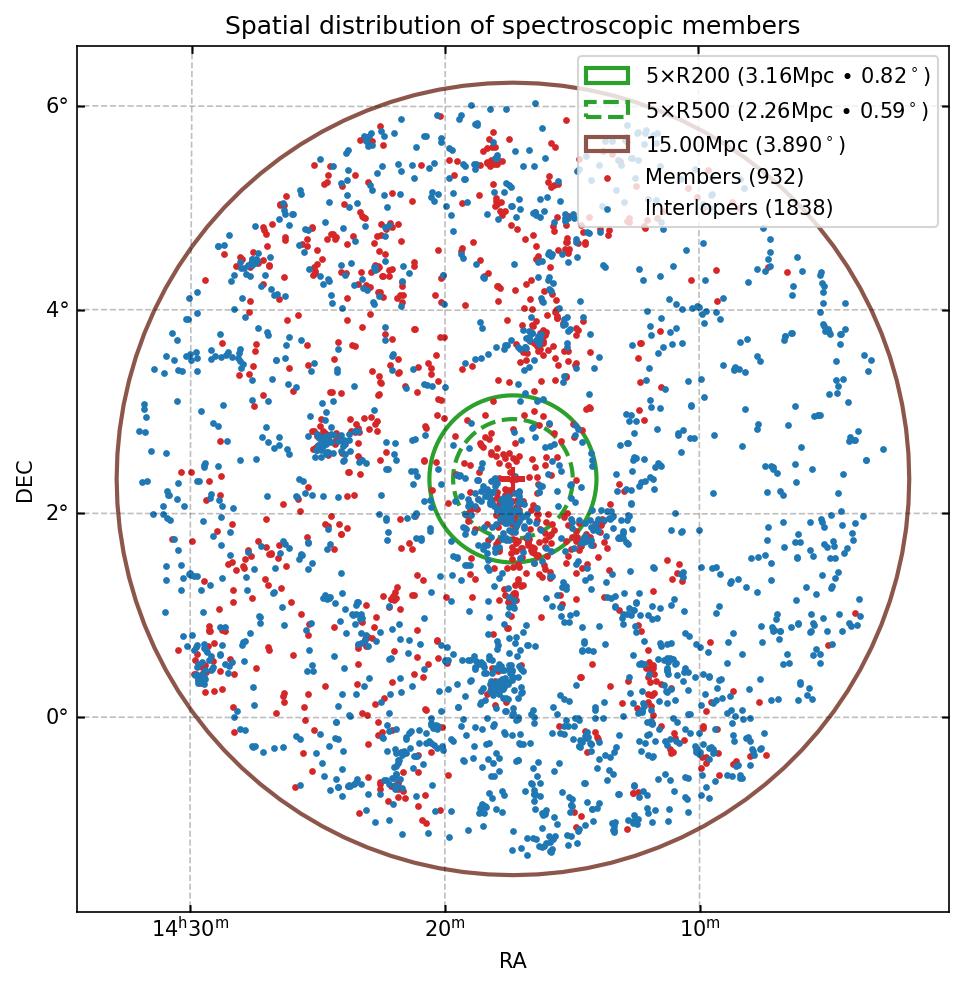 Spatial distribution of spectroscopic members
5×R200 (3.16Mpc • 0.82°)
5×R500 (2.26Mpc • 0.59°)
15.00Mpc (3.890°)
Members (932)
Interlopers (1838)
6°
4°
2°
0°
DEC
14ʰ30ᵐ 20ᵐ 10ᵐ
RA